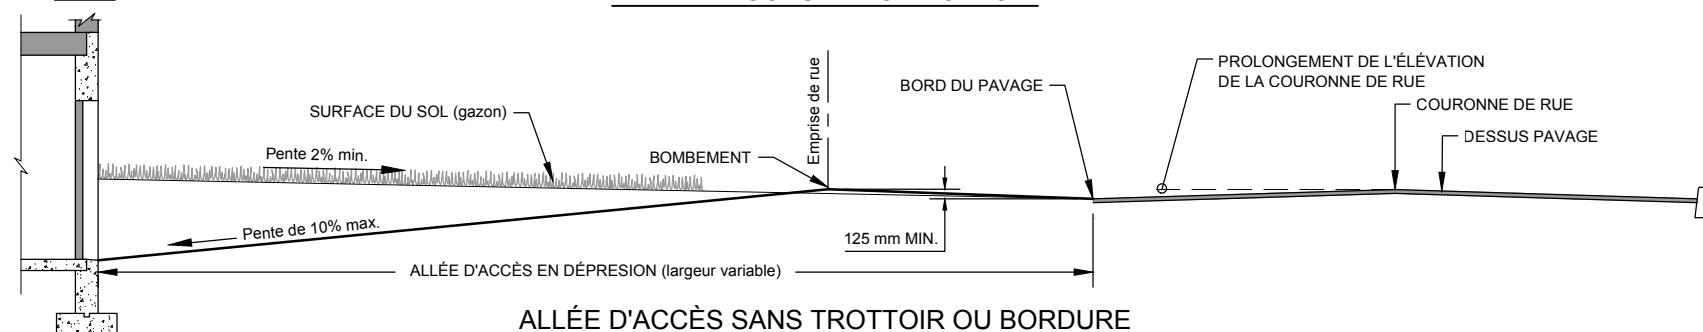 PROLONGEMENT DE L'ÉLÉVATION
DE LA COURONNE DE RUE
Emprise de rue
BORD DU PAVAGE
COURONNE DE RUE
SURFACE DU SOL (gazon)
DESSUS PAVAGE
Pente 2% min.
BOMBEMENT
Pente de 10% max.
125 mm MIN.
ALLÉE D'ACCÈS EN DÉPRESION (largeur variable)
ALLÉE D'ACCÈS SANS TROTTOIR OU BORDURE